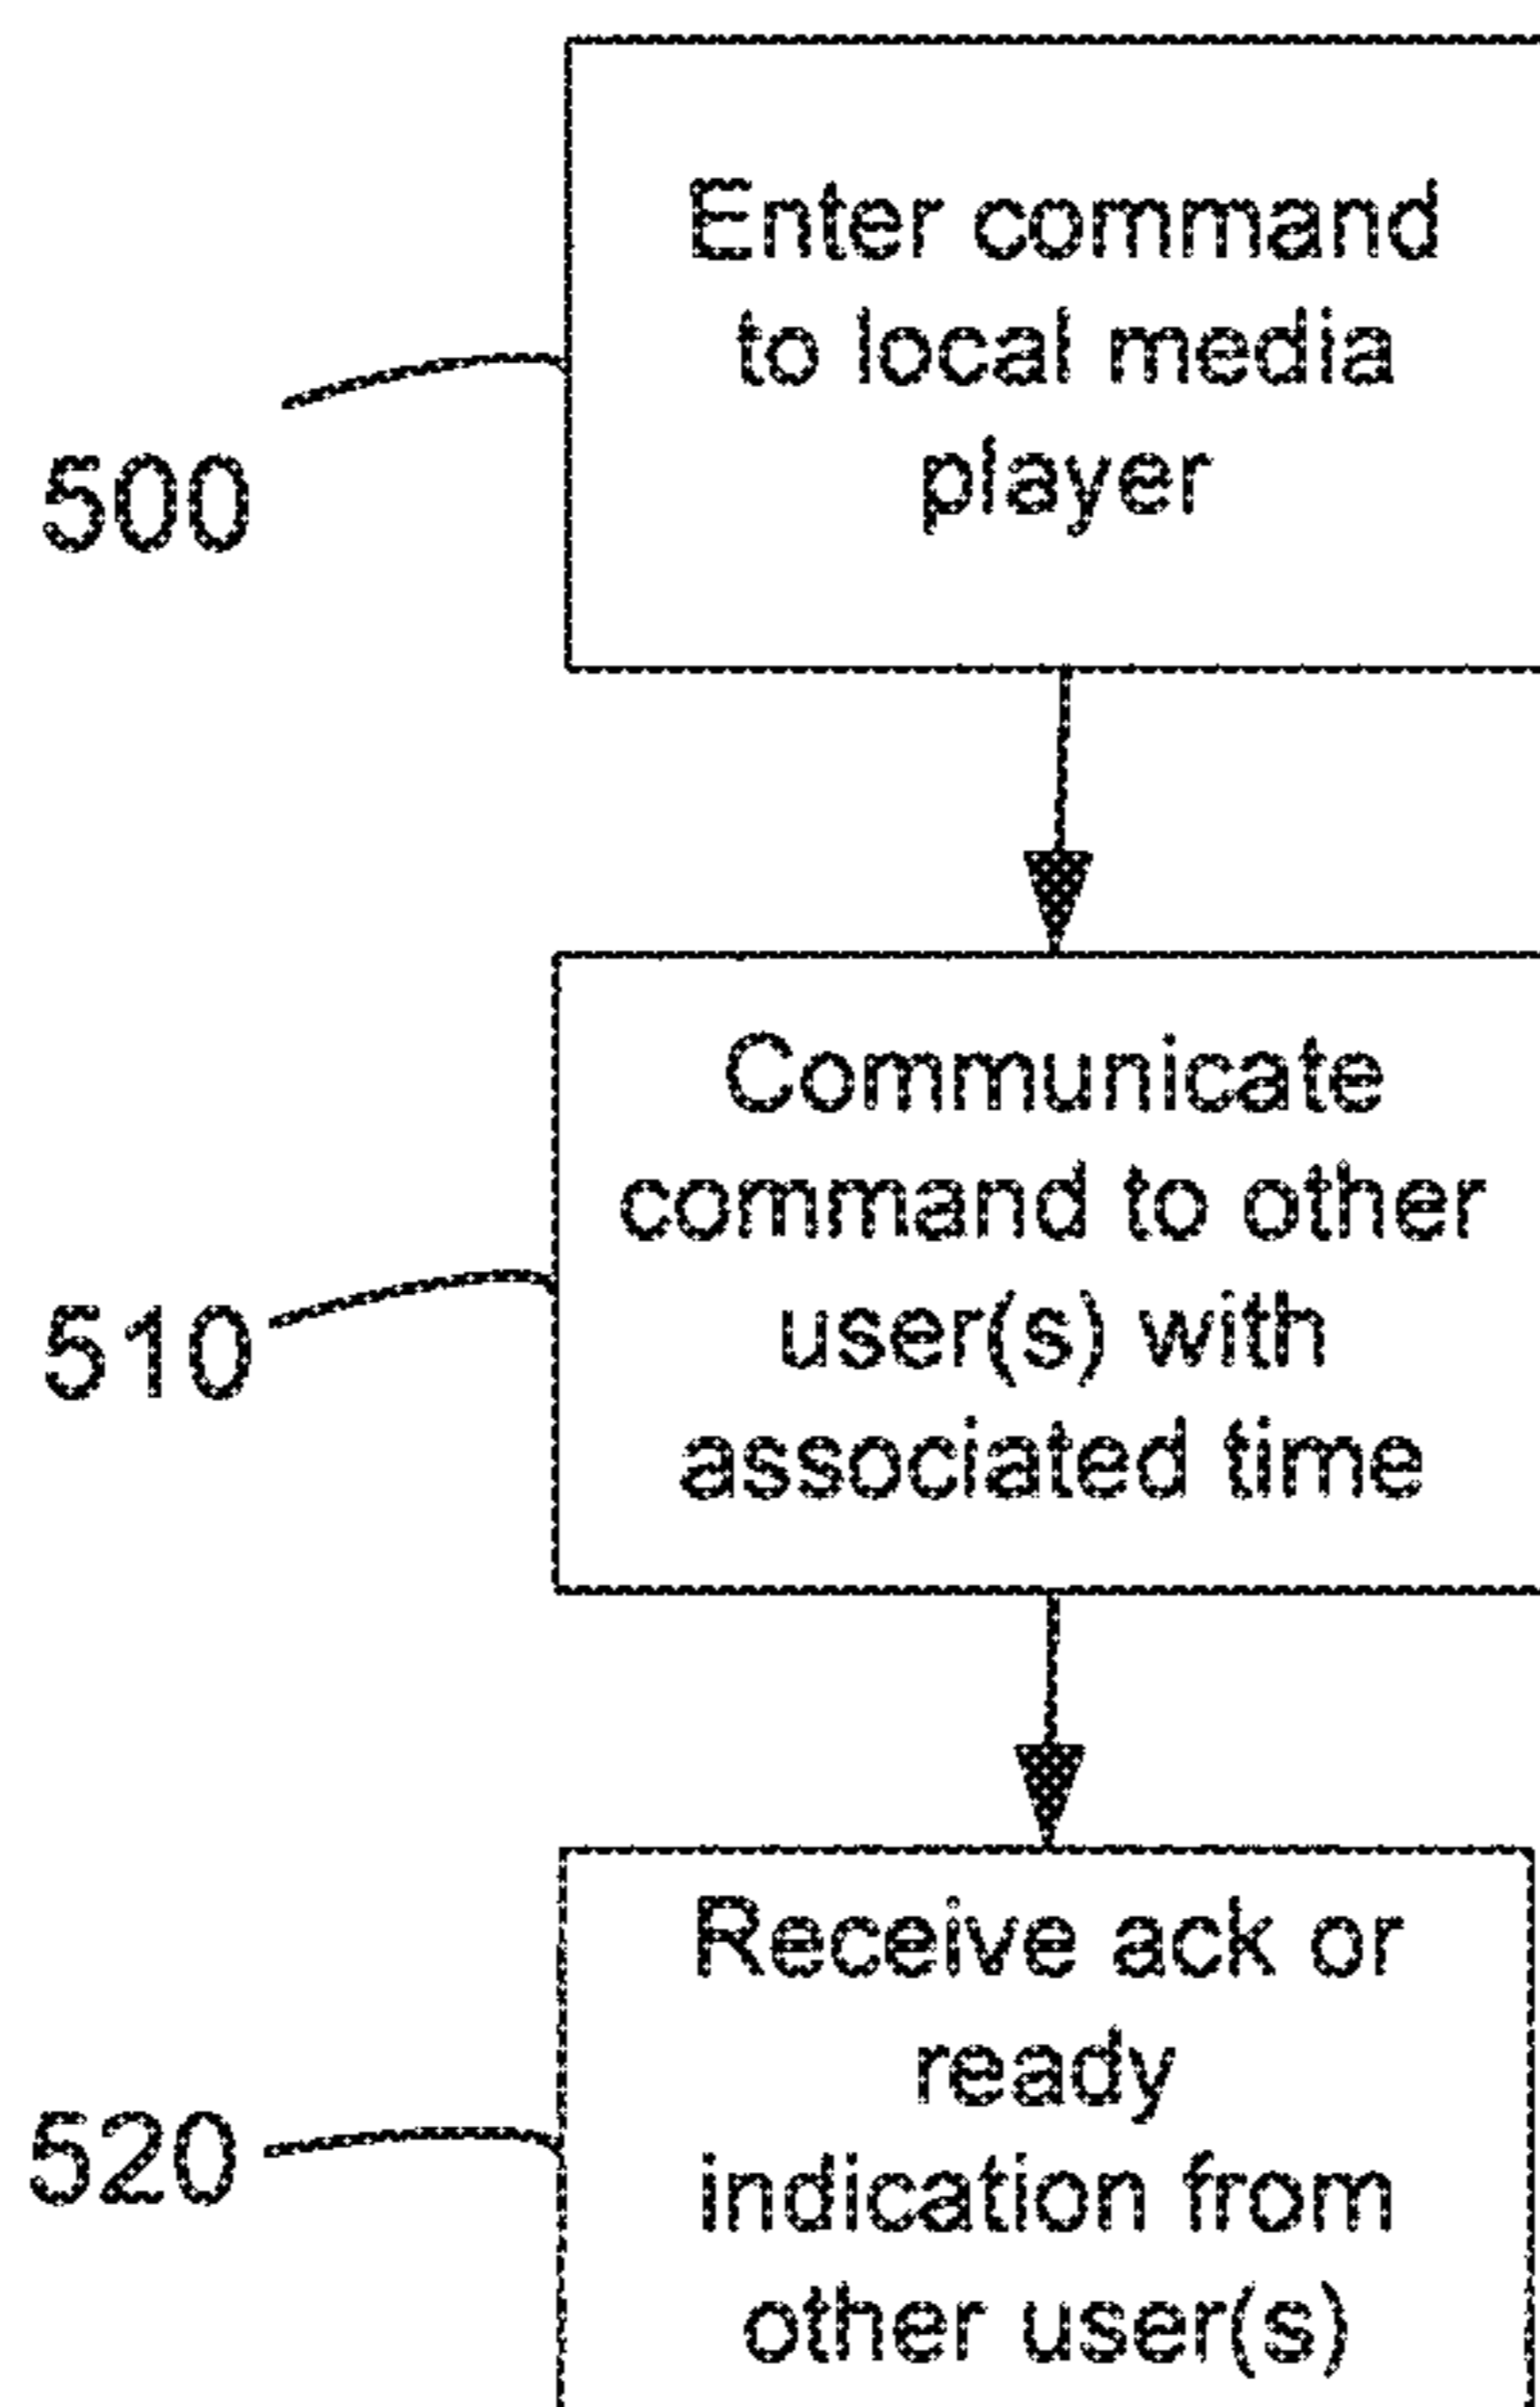 Enter command
to local media
player
500
Communicate
command to other
user(s) with
associated time
510
Receive ack or
ready
indication from
other user(s)
520